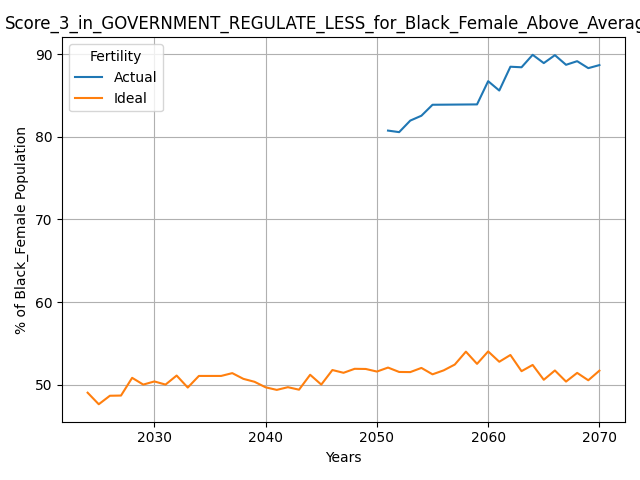 Score_3_in_GOVERNMENT_REGULATE_LESS_for_Black_Female_Above_Averag
Fertility
Actual
Ideal
% of Black_Female Population
90
80
70
60
50
2030 2040 2050 2060 2070
Years